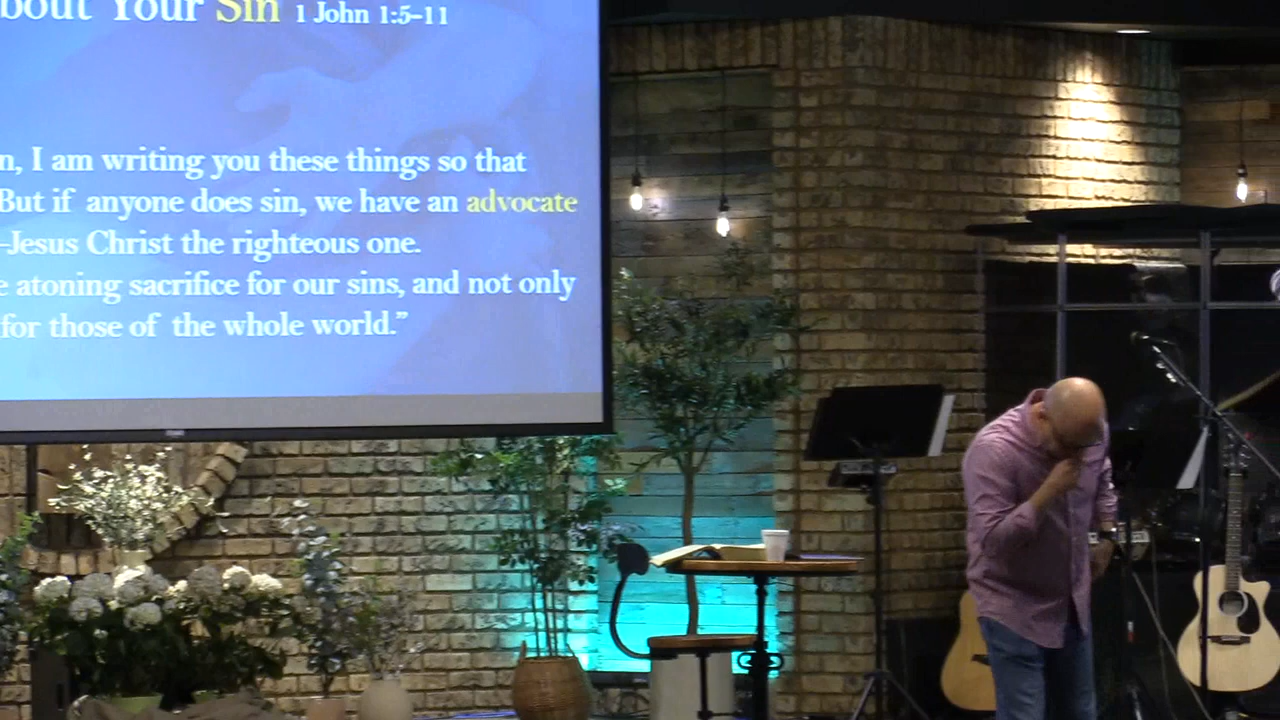 bout Your Sin 1 John 1:5-11
n, I am writing you these things so that
But if anyone does sin, we have an advocate
–Jesus Christ the righteous one.
e atoning sacrifice for our sins, and not only
for those of the whole world.”